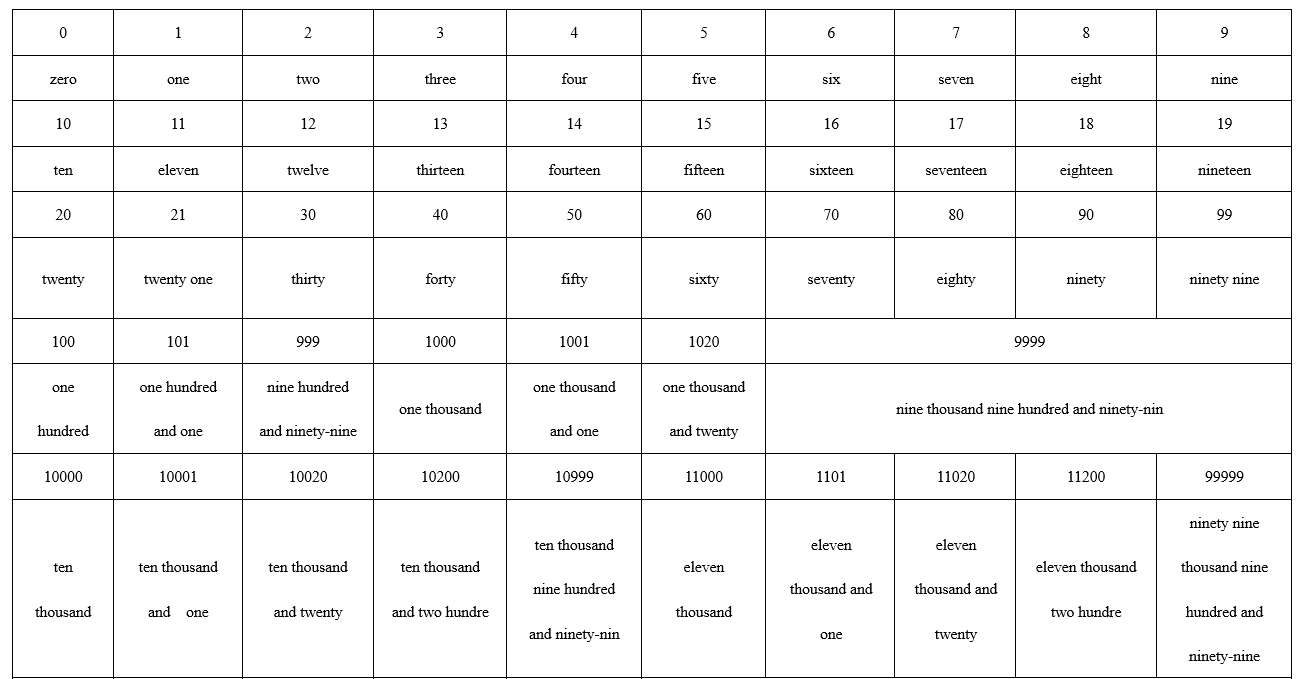 0 1 2 3 4 5 6 7 8 9
zero one two three four five six seven eight nine
10 11 12 13 14 15 16 17 18 19
ten eleven twelve thirteen fourteen fifteen sixteen seventeen eighteen nineteen
20 21 30 40 50 60 70 80 90 99
twenty twenty one thirty forty fifty sixty seventy eighty ninety ninety nine
100 101 999 1000 1001 1020 9999
one
hundred
one hundred
and one
nine hundred
and ninety-nine
one thousand
one thousand
and one
one thousand
and twenty
nine thousand nine hundred and ninety-nin
10000 10001 10020 10200 10999 11000 1101 11020 11200 99999
ten
thousand
ten thousand
and one
ten thousand
and twenty
ten thousand
and two hundre
ten thousand
nine hundred
and ninety-nin
eleven
thousand
eleven
thousand and
one
eleven
thousand and
twenty
eleven thousand
two hundre
ninety nine
thousand nine
hundred and
ninety-nine